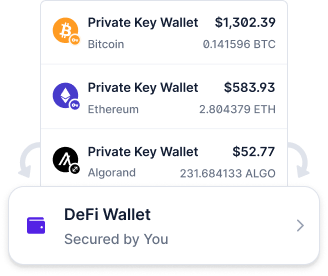 Private Key Wallet $1,302.39
Bitcoin 0.141596 BTC
Private Key Wallet $583.93
Ethereum 2.804379 ETH
Private Key Wallet $52.77
Algorand 231.684133 ALGO
DeFi Wallet
Secured by You